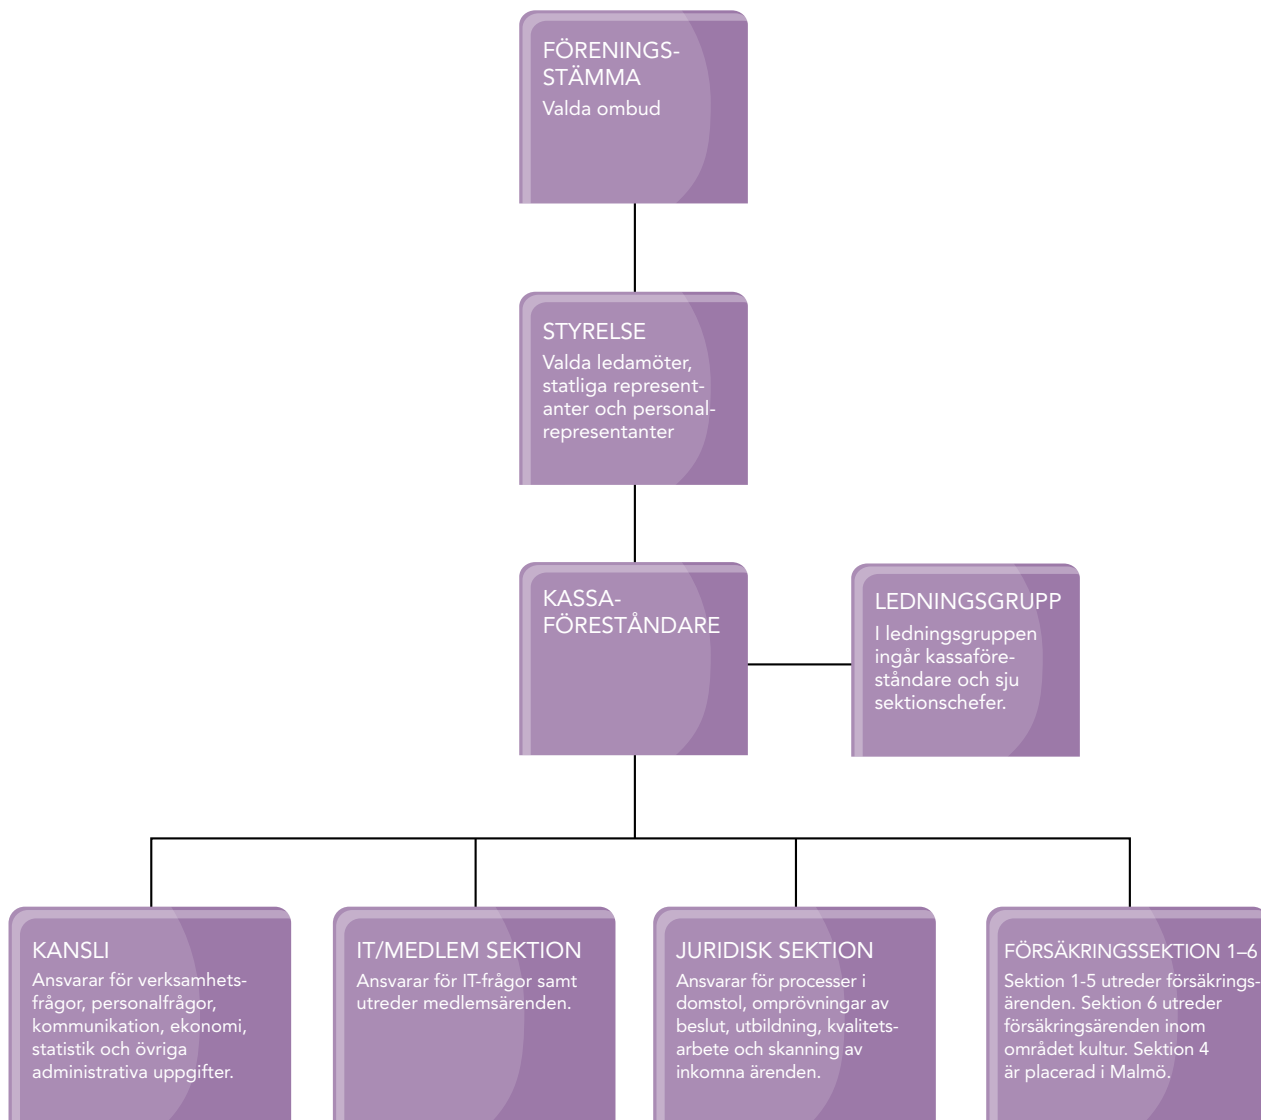 FÖRENINGS-
STÄMMA
Valda ombud
STYRELSE
Valda ledamöter,
statliga represent-
anter och personal-
representanter
KASSA-
FÖRESTÅNDARE
LEDNINGSGRUPP
I ledningsgruppen
ingår kassaföre-
ståndare och sju
sektionschefer.
KANSLI
Ansvarar för verksamhets-
frågor, personalfrågor,
kommunikation, ekonomi,
statistik och övriga
administrativa uppgifter.
IT/MEDLEM SEKTION
Ansvarar för IT-frågor samt
utreder medlemsärenden.
JURIDISK SEKTION
Ansvarar för processer i
domstol, omprövningar av
beslut, utbildning, kvalitets-
arbete och skanning av
inkomna ärenden.
FÖRSÄKRINGSSEKTION 1–6
Sektion 1-5 utreder försäkrings-
ärenden. Sektion 6 utreder
försäkringsärenden inom
området kultur. Sektion 4
är placerad i Malmö.